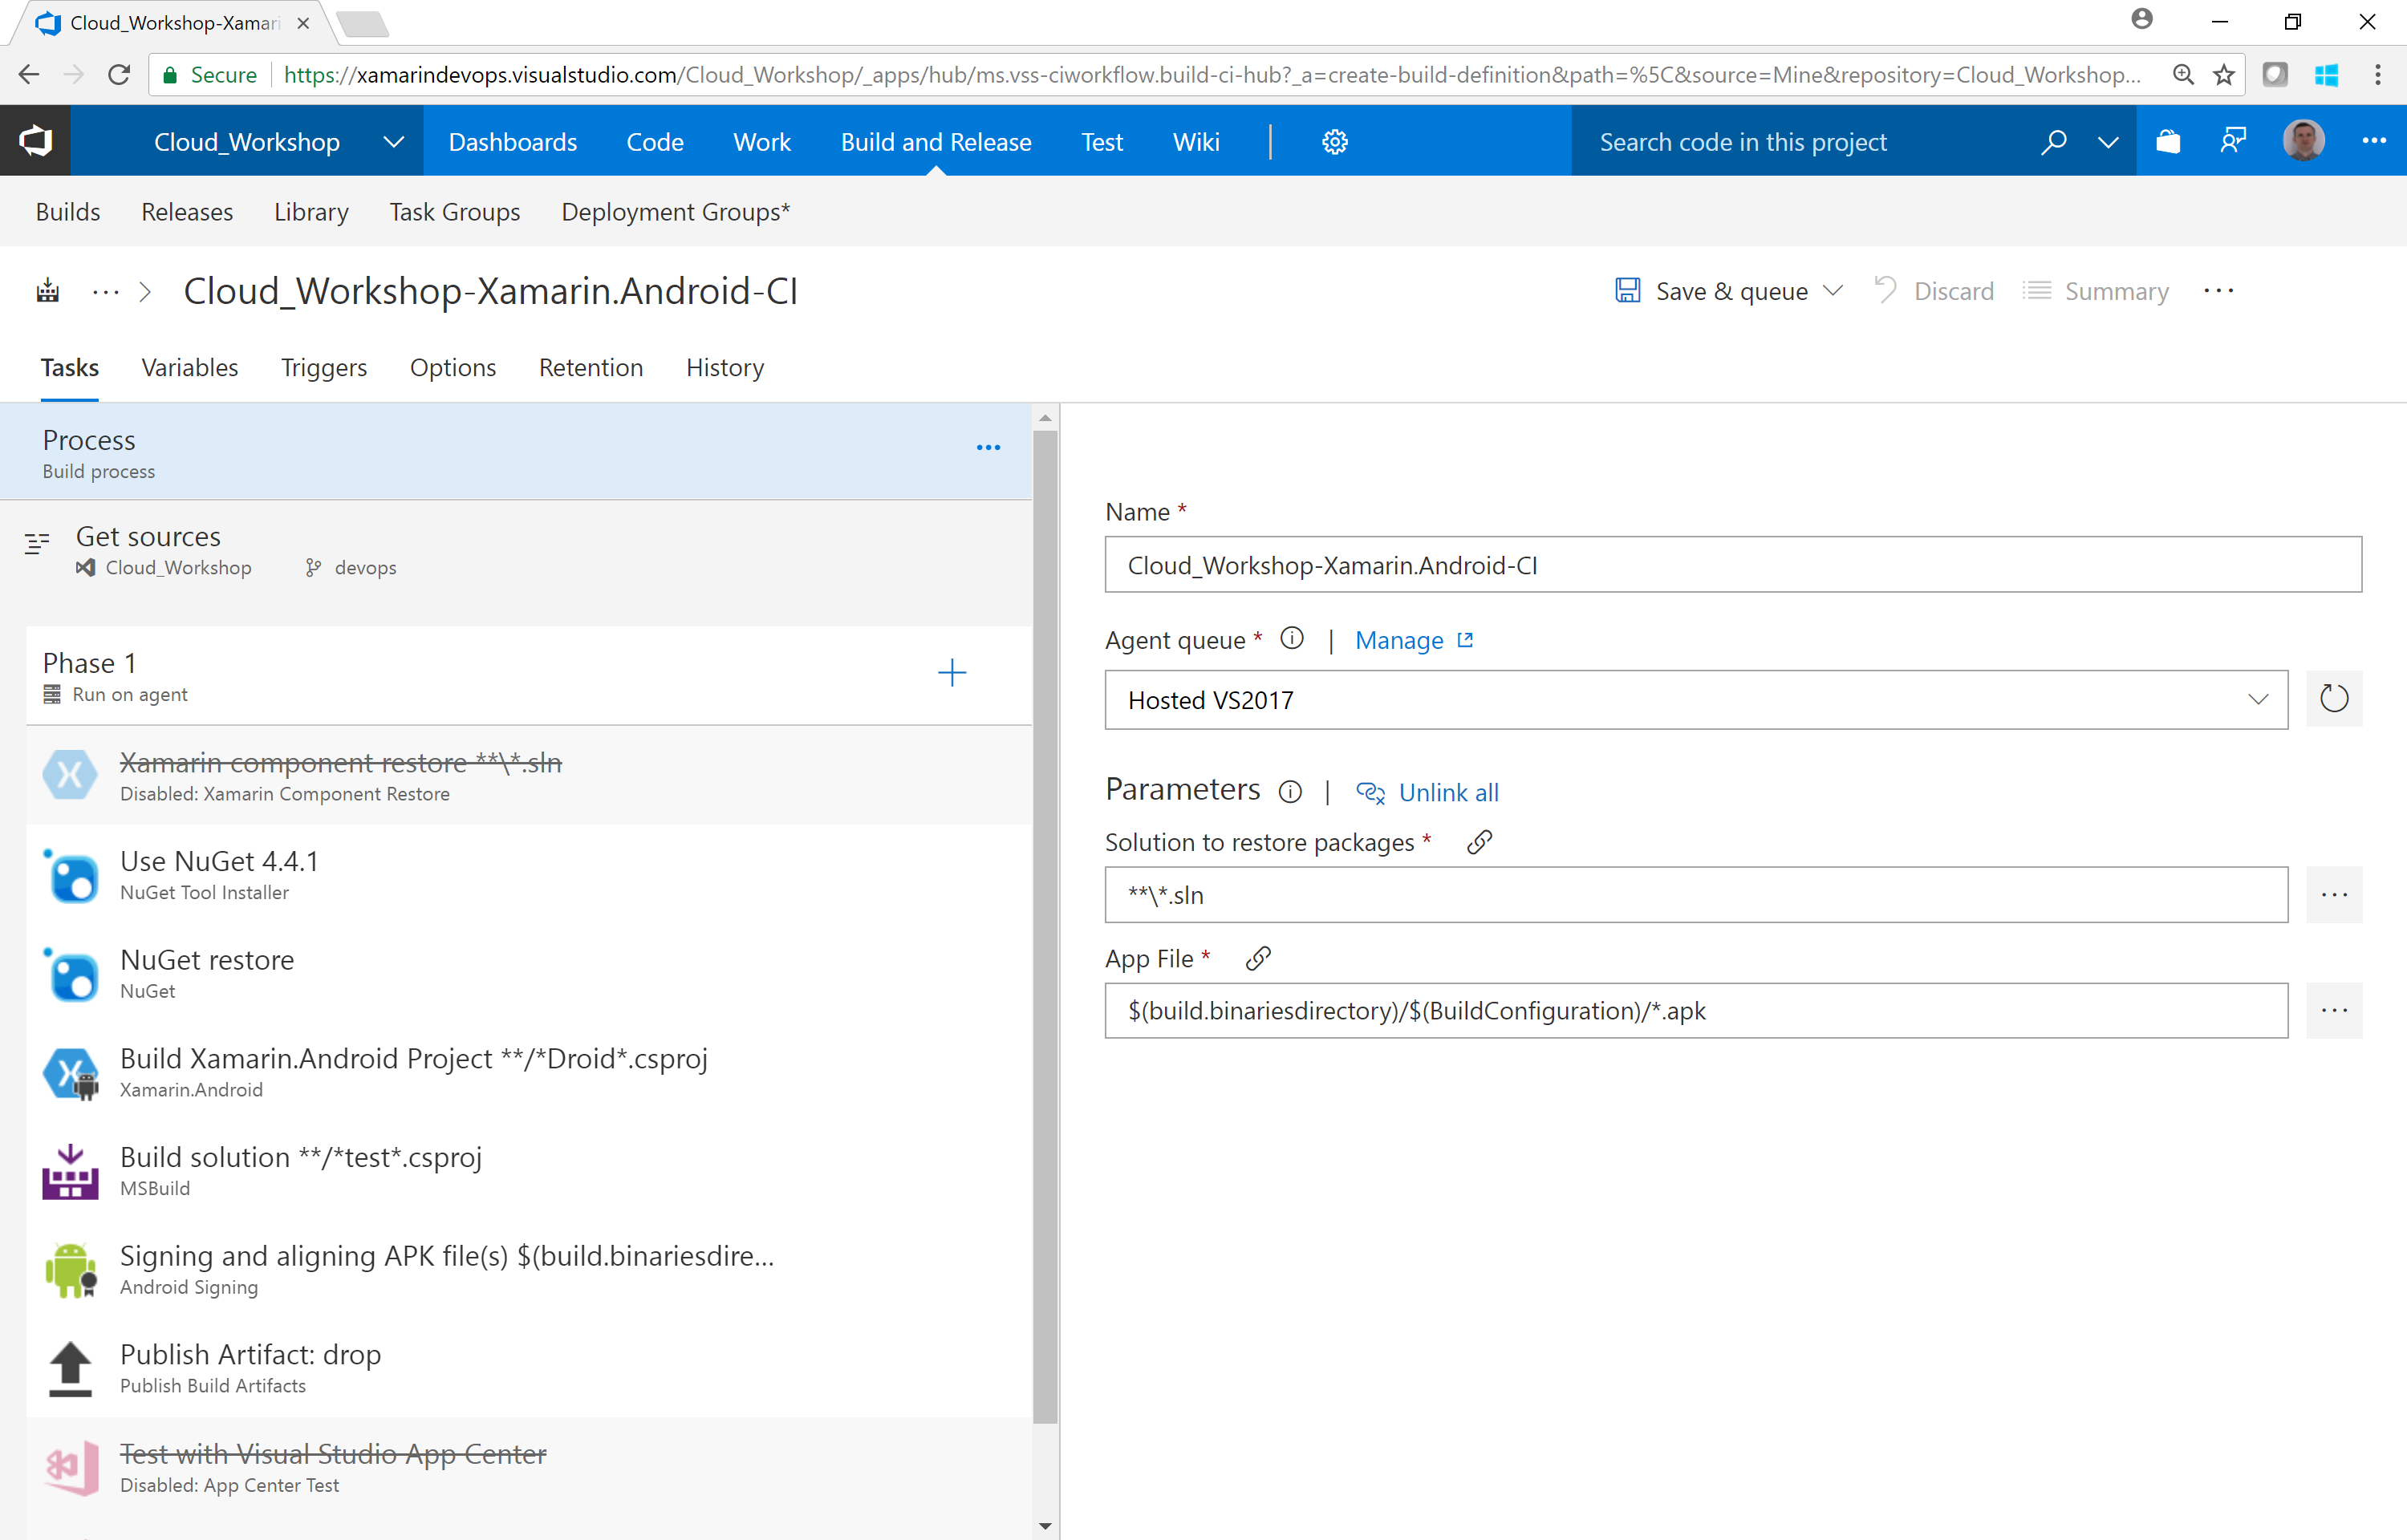 Cloud_Workshop-Xamari
Secure https://xamarindevops.visualstudio.com/Cloud_Workshop/_apps/hub/ms.vss-ciworkflow.build-ci-hub?_a=create-build-definition&path=%5C&source=Mine&repository=Cloud_Workshop...
Cloud_Workshop Dashboards Code Work Build and Release Test Wiki Search code in this project
Builds Releases Library Task Groups Deployment Groups*
Cloud_Workshop-Xamarin.Android-CI Save & queue Discard Summary
Tasks Variables Triggers Options Retention History
Process
Build process
Get sources
Cloud_Workshop devops
Phase 1
Run on agent
Xamarin component restore **\*.sln
Disabled: Xamarin Component Restore
Use NuGet 4.4.1
NuGet Tool Installer
NuGet restore
NuGet
Build Xamarin.Android Project **/*Droid*.csproj
Xamarin.Android
Build solution **/*test*.csproj
MSBuild
Signing and aligning APK file(s) $(build.binariesdire...
Android Signing
Publish Artifact: drop
Publish Build Artifacts
Test with Visual Studio App Center
Disabled: App Center Test
Name *
Cloud_Workshop-Xamarin.Android-CI
Agent queue * | Manage
Hosted VS2017
Parameters | Unlink all
Solution to restore packages *
**\*.sln
App File *
$(build.binariesdirectory)/$(BuildConfiguration)/*.apk